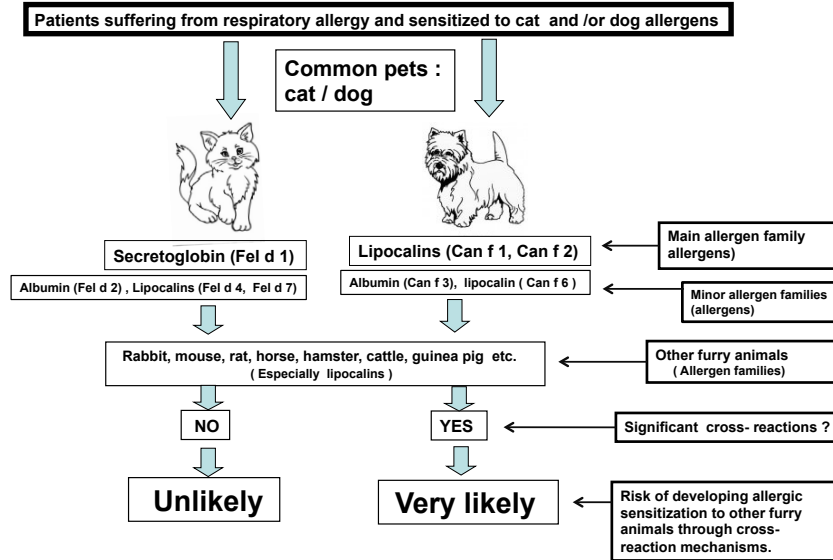 Patients suffering from respiratory allergy and sensitized to cat and /or dog allergens
Common pets :
cat / dog
Secretoglobin (Fel d 1)
Lipocalins (Can f 1, Can f 2)
Main allergen family
allergens)
Albumin (Fel d 2) , Lipocalins (Fel d 4, Fel d 7)
Albumin (Can f 3), lipocalin ( Can f 6 )
Minor allergen families
(allergens)
Rabbit, mouse, rat, horse, hamster, cattle, guinea pig etc.
( Especially lipocalins )
Other furry animals
( Allergen families)
NO
YES
Significant cross- reactions ?
Unlikely
Very likely
Risk of developing allergic
sensitization to other furry
animals through cross-
reaction mechanisms.